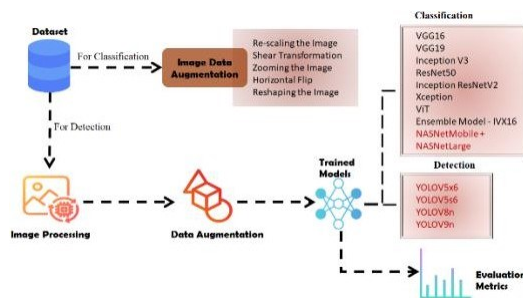 Dataset
For Classification
Image Data
Augmentation
Re-scaling the Image
Shear Transformation
Zooming the Image
Horizontal Flip
Reshaping the Image
Classification
VGG16
VGG19
Inception V3
ResNet50
Inception ResNetV2
Xception
ViT
Ensemble Model - IVX16
NASNetMobile +
NASNetLarge
For Detection
Image Processing
Data Augmentation
Trained
Models
Detection
YOLOV5x6
YOLOV5s6
YOLOV8n
YOLOV9n
Evaluation
Metrics